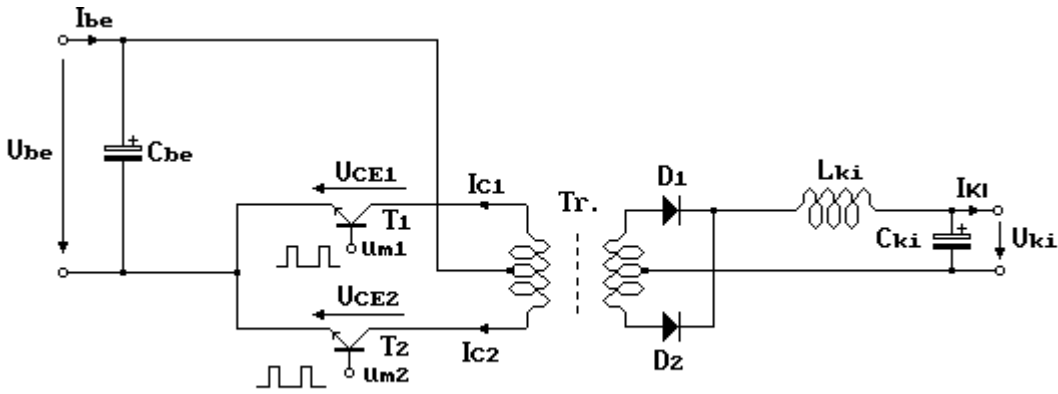 Ibe
Ube
Cbe
UCE1
IC1
T1
um1
UCE2
T2
um2
IC2
Tr.
D1
D2
Lki
IKI
Cki
Uki
+
+